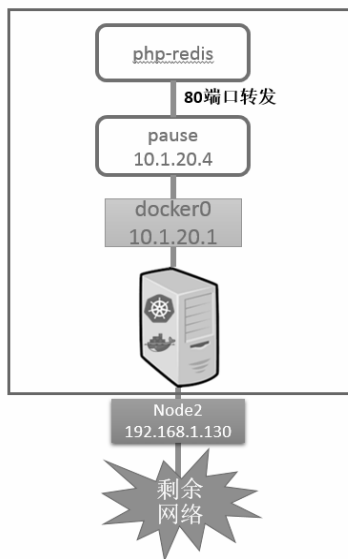 php-redis
80端口转发
pause
10.1.20.4
docker0
10.1.20.1
Node2
192.168.1.130
剩余
网络